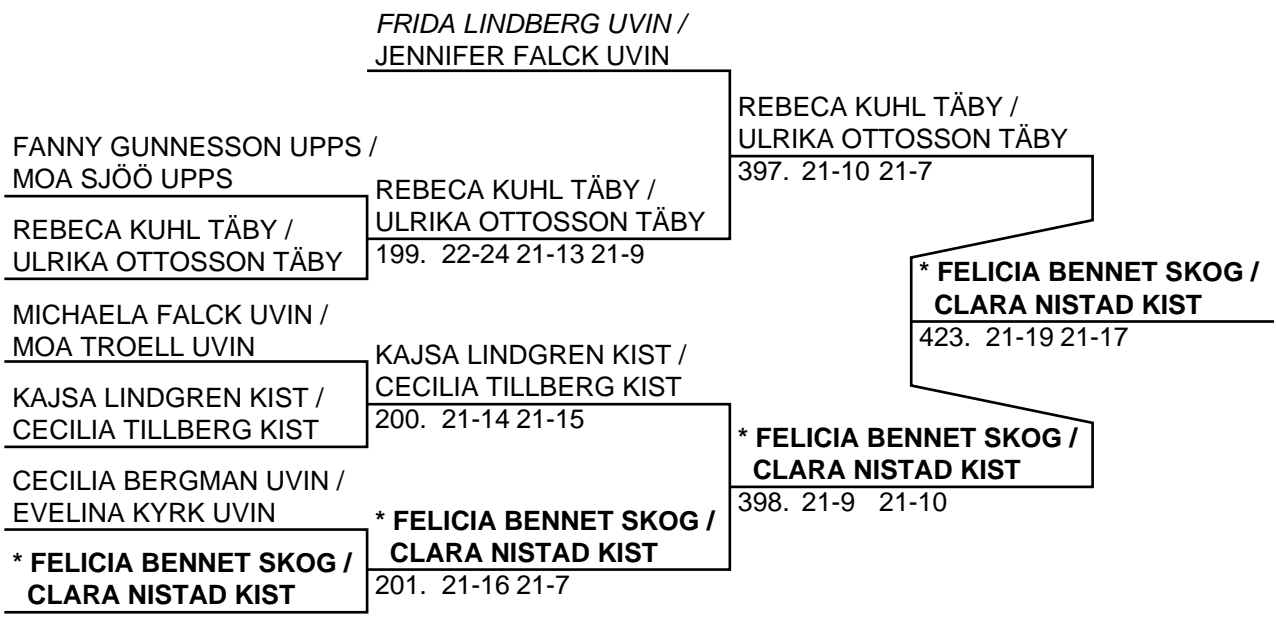 FRIDA LINDBERG UVIN /
JENNIFER FALCK UVIN
REBECA KUHL TÄBY /
ULRIKA OTTOSSON TÄBY
397. 21-10 21-7
FANNY GUNNESSON UPPS /
MOA SJÖÖ UPPS
REBECA KUHL TÄBY /
ULRIKA OTTOSSON TÄBY
199. 22-24 21-13 21-9
REBECA KUHL TÄBY /
ULRIKA OTTOSSON TÄBY
* FELICIA BENNET SKOG /
CLARA NISTAD KIST
423. 21-19 21-17
MICHAELA FALCK UVIN /
MOA TROELL UVIN
KAJSA LINDGREN KIST /
CECILIA TILLBERG KIST
200. 21-14 21-15
KAJSA LINDGREN KIST /
CECILIA TILLBERG KIST
* FELICIA BENNET SKOG /
CLARA NISTAD KIST
398. 21-9 21-10
CECILIA BERGMAN UVIN /
EVELINA KYRK UVIN
* FELICIA BENNET SKOG /
CLARA NISTAD KIST
201. 21-16 21-7
* FELICIA BENNET SKOG /
CLARA NISTAD KIST